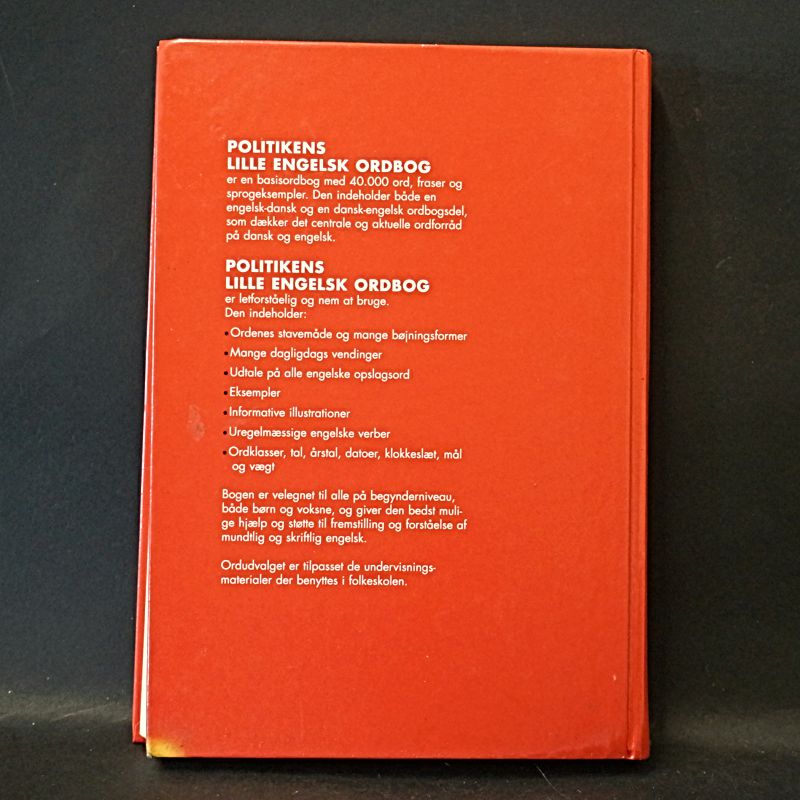 POLITIKENS
LILLE ENGELSK ORDBOG
er en basisordbog med 40.000 ord, fraser og
sprogeksempler. Den indeholder både en
engelsk-dansk og en dansk-engelsk ordbogsdel,
som dækker det centrale og aktuelle ordforråd
på dansk og engelsk.
POLITIKENS
LILLE ENGELSK ORDBOG
er letforståelig og nem at bruge.
Den indeholder:
• Ordenes stavemåde og mange bøjningsformer
• Mange dagligdags vendinger
• Udtale på alle engelske opslagsord
• Eksempler
• Informative illustrationer
• Uregelmæssige engelske verber
• Ordklasser, tal, årstal, datoer, klokkeslæt, mål
og vægt
Bogen er velegnet til alle på begynderniveau,
både børn og voksne, og giver den bedst muli-
ge hjælp og støtte til fremstilling og forståelse af
mundtlig og skriftlig engelsk.
Ordudvalget er tilpasset de undervisnings-
materialer der benyttes i folkeskolen.